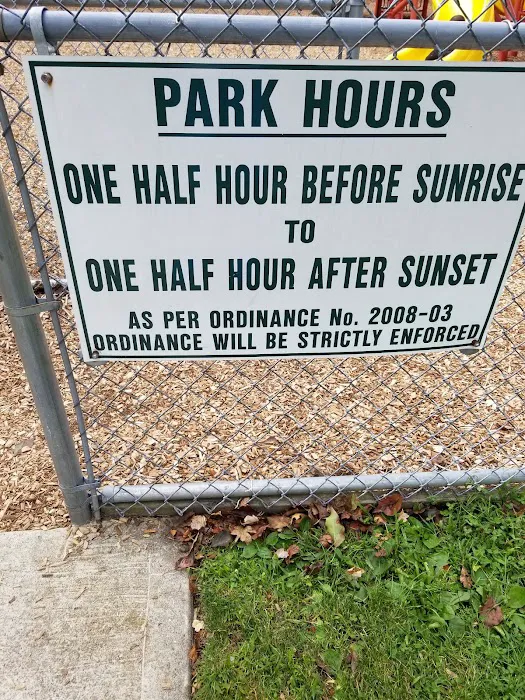 PARK HOURS
ONE HALF HOUR BEFORE SUNRISE
TO
ONE HALF HOUR AFTER SUNSET
AS PER ORDINANCE No. 2008-03
ORDINANCE WILL BE STRICTLY ENFORCED